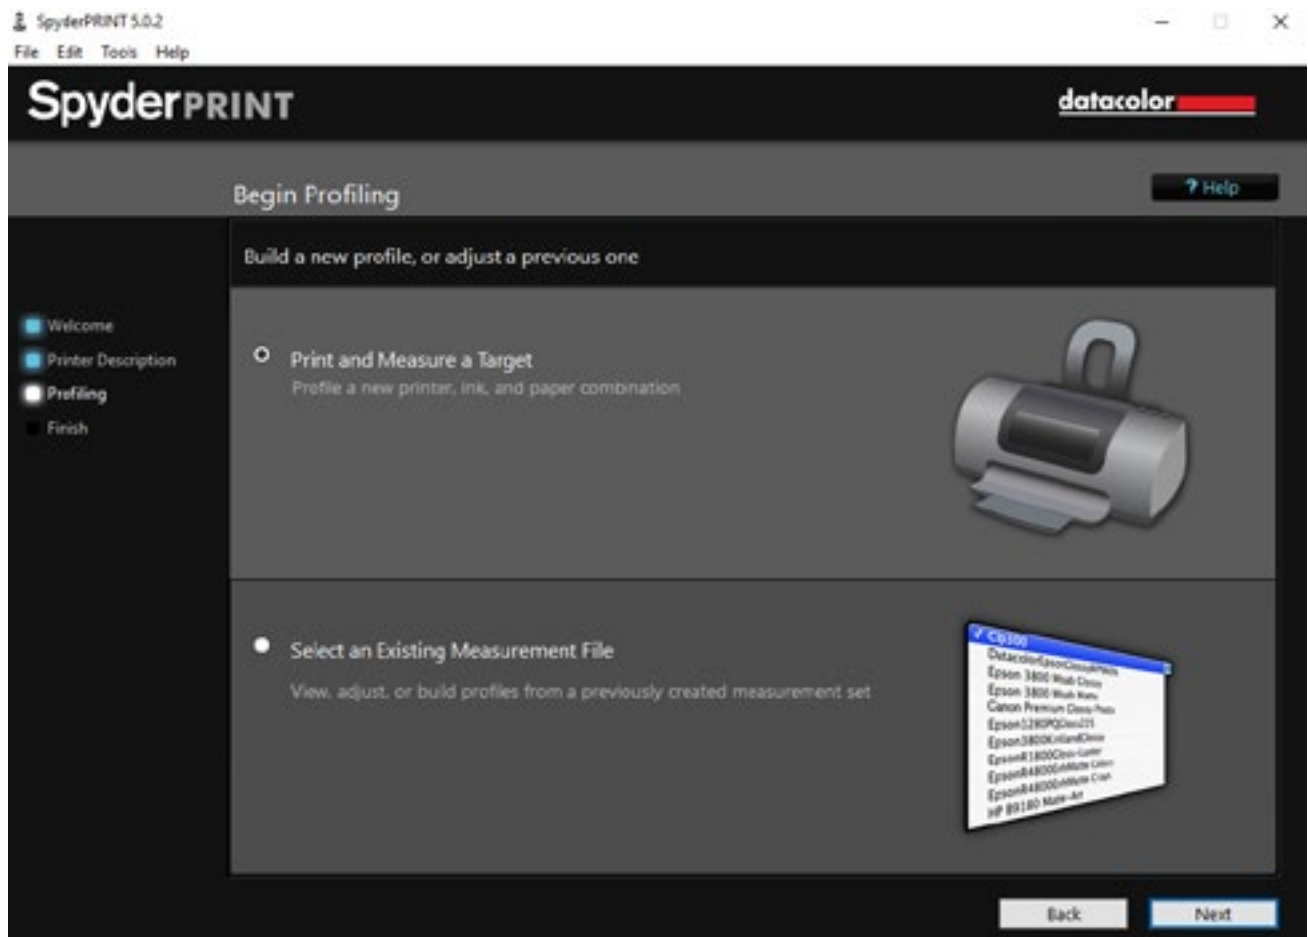 SpyderPRINT 5.0.2
File Edit Tools Help
SpyderPRINT
datacolor
Begin Profiling
? Help
Build a new profile, or adjust a previous one
Welcome
Printer Description
Profiling
Finish
Print and Measure a Target
Profile a new printer, ink, and paper combination
Select an Existing Measurement File
View, adjust, or build profiles from a previously created measurement set
Epson 3800
Epson 3800
Canon Premium Glossy Photo
HP B9180 Matte-Art
Back Next